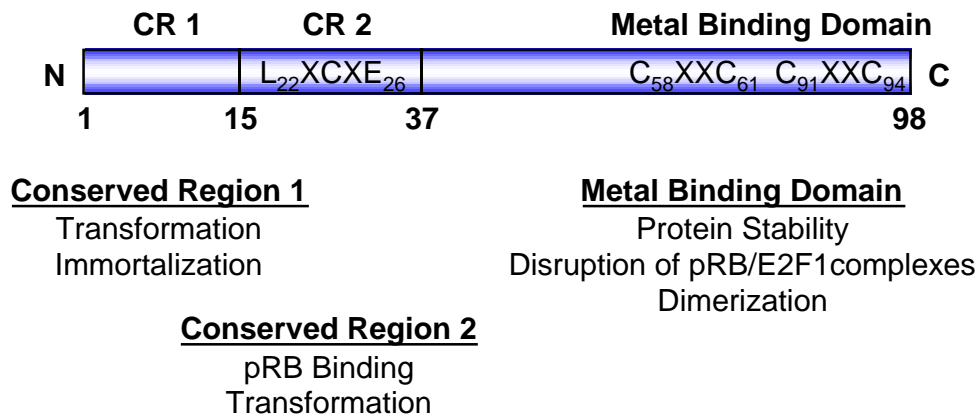 CR 1 CR 2 Metal Binding Domain
N L22XCXE26 C58XXC61 C91XXC94 C
1 15 37 98
Conserved Region 1 Metal Binding Domain
Transformation Protein Stability
Immortalization Disruption of pRB/E2F1complexes
Dimerization
Conserved Region 2
pRB Binding
Transformation